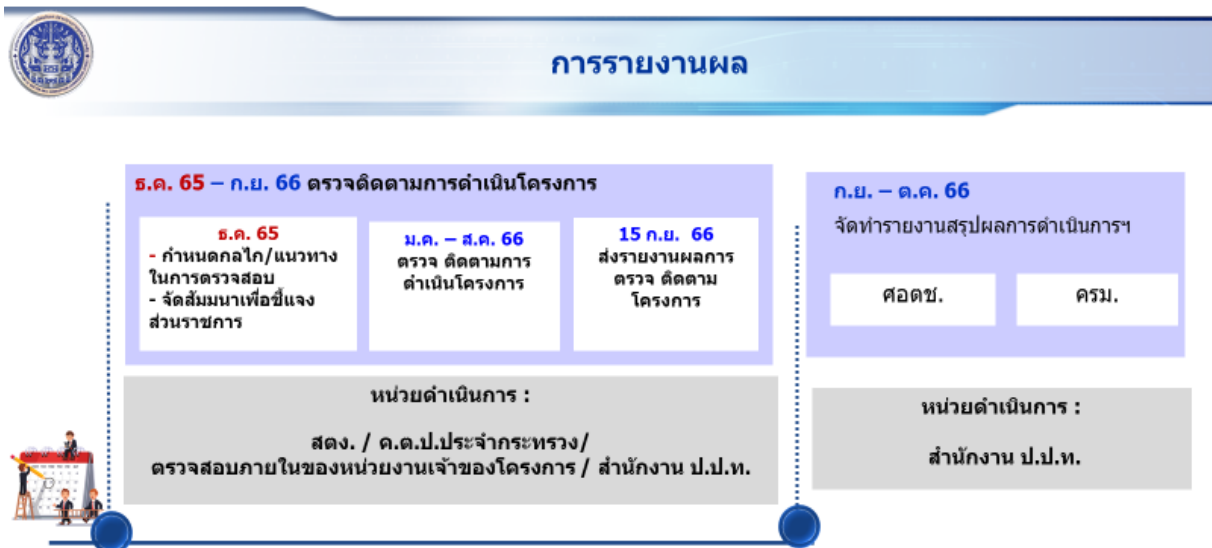 การรายงานผล
ธ.ค. 65 – ก.ย. 66 ตรวจติดตามการดำเนินโครงการ
ธ.ค. 65
- กำหนดกลไก/แนวทาง
ในการตรวจสอบ
- จัดสัมมนาเพื่อชี้แจง
ส่วนราชการ
ม.ค. – ส.ค. 66
ตรวจ ติดตามการ
ดำเนินโครงการ
15 ก.ย. 66
ส่งรายงานผลการ
ตรวจ ติดตาม
โครงการ
หน่วยดำเนินการ :
สตง. / ค.ต.ป.ประจำกระทรวง/
ตรวจสอบภายในของหน่วยงานเจ้าของโครงการ / สำนักงาน ป.ป.ท.
ก.ย. – ต.ค. 66
จัดทำรายงานสรุปผลการดำเนินการฯ
ศอตช.
ครม.
หน่วยดำเนินการ :
สำนักงาน ป.ป.ท.